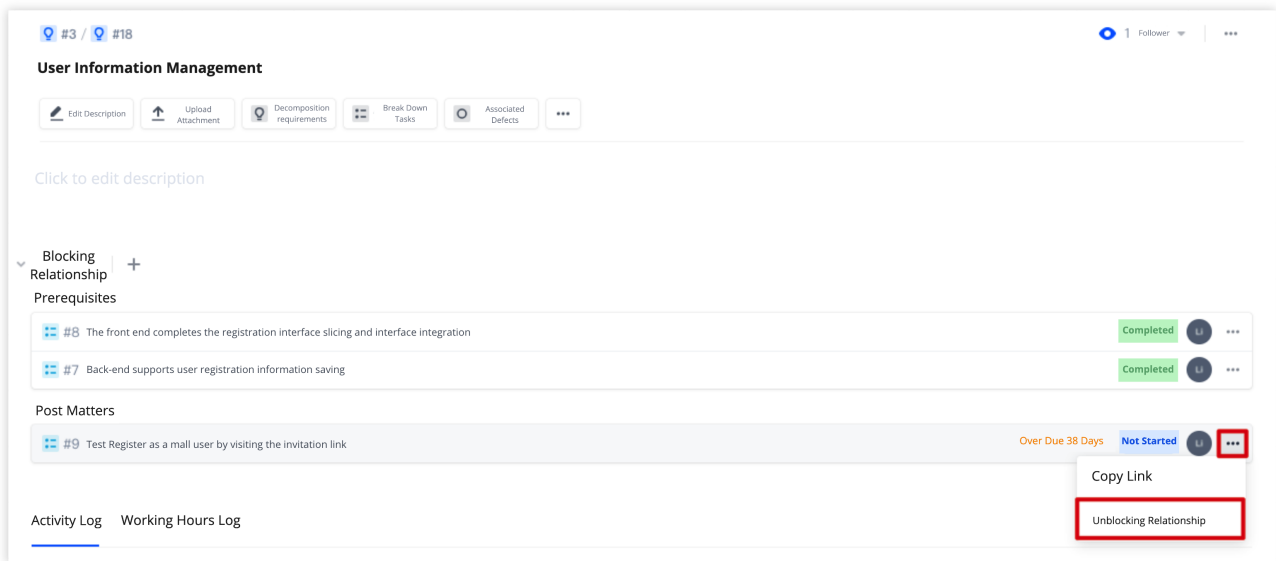 #3 / #18
1 Follower
User Information Management
Edit Description
Upload
Attachment
Decomposition
requirements
Break Down
Tasks
Associated
Defects
Click to edit description
Blocking
Relationship
Prerequisites
#8 The front end completes the registration interface slicing and interface integration Completed LI
#7 Back-end supports user registration information saving Completed LI
Post Matters
#9 Test Register as a mall user by visiting the invitation link Over Due 38 Days Not Started LI
Copy Link
Unblocking Relationship
Activity Log Working Hours Log